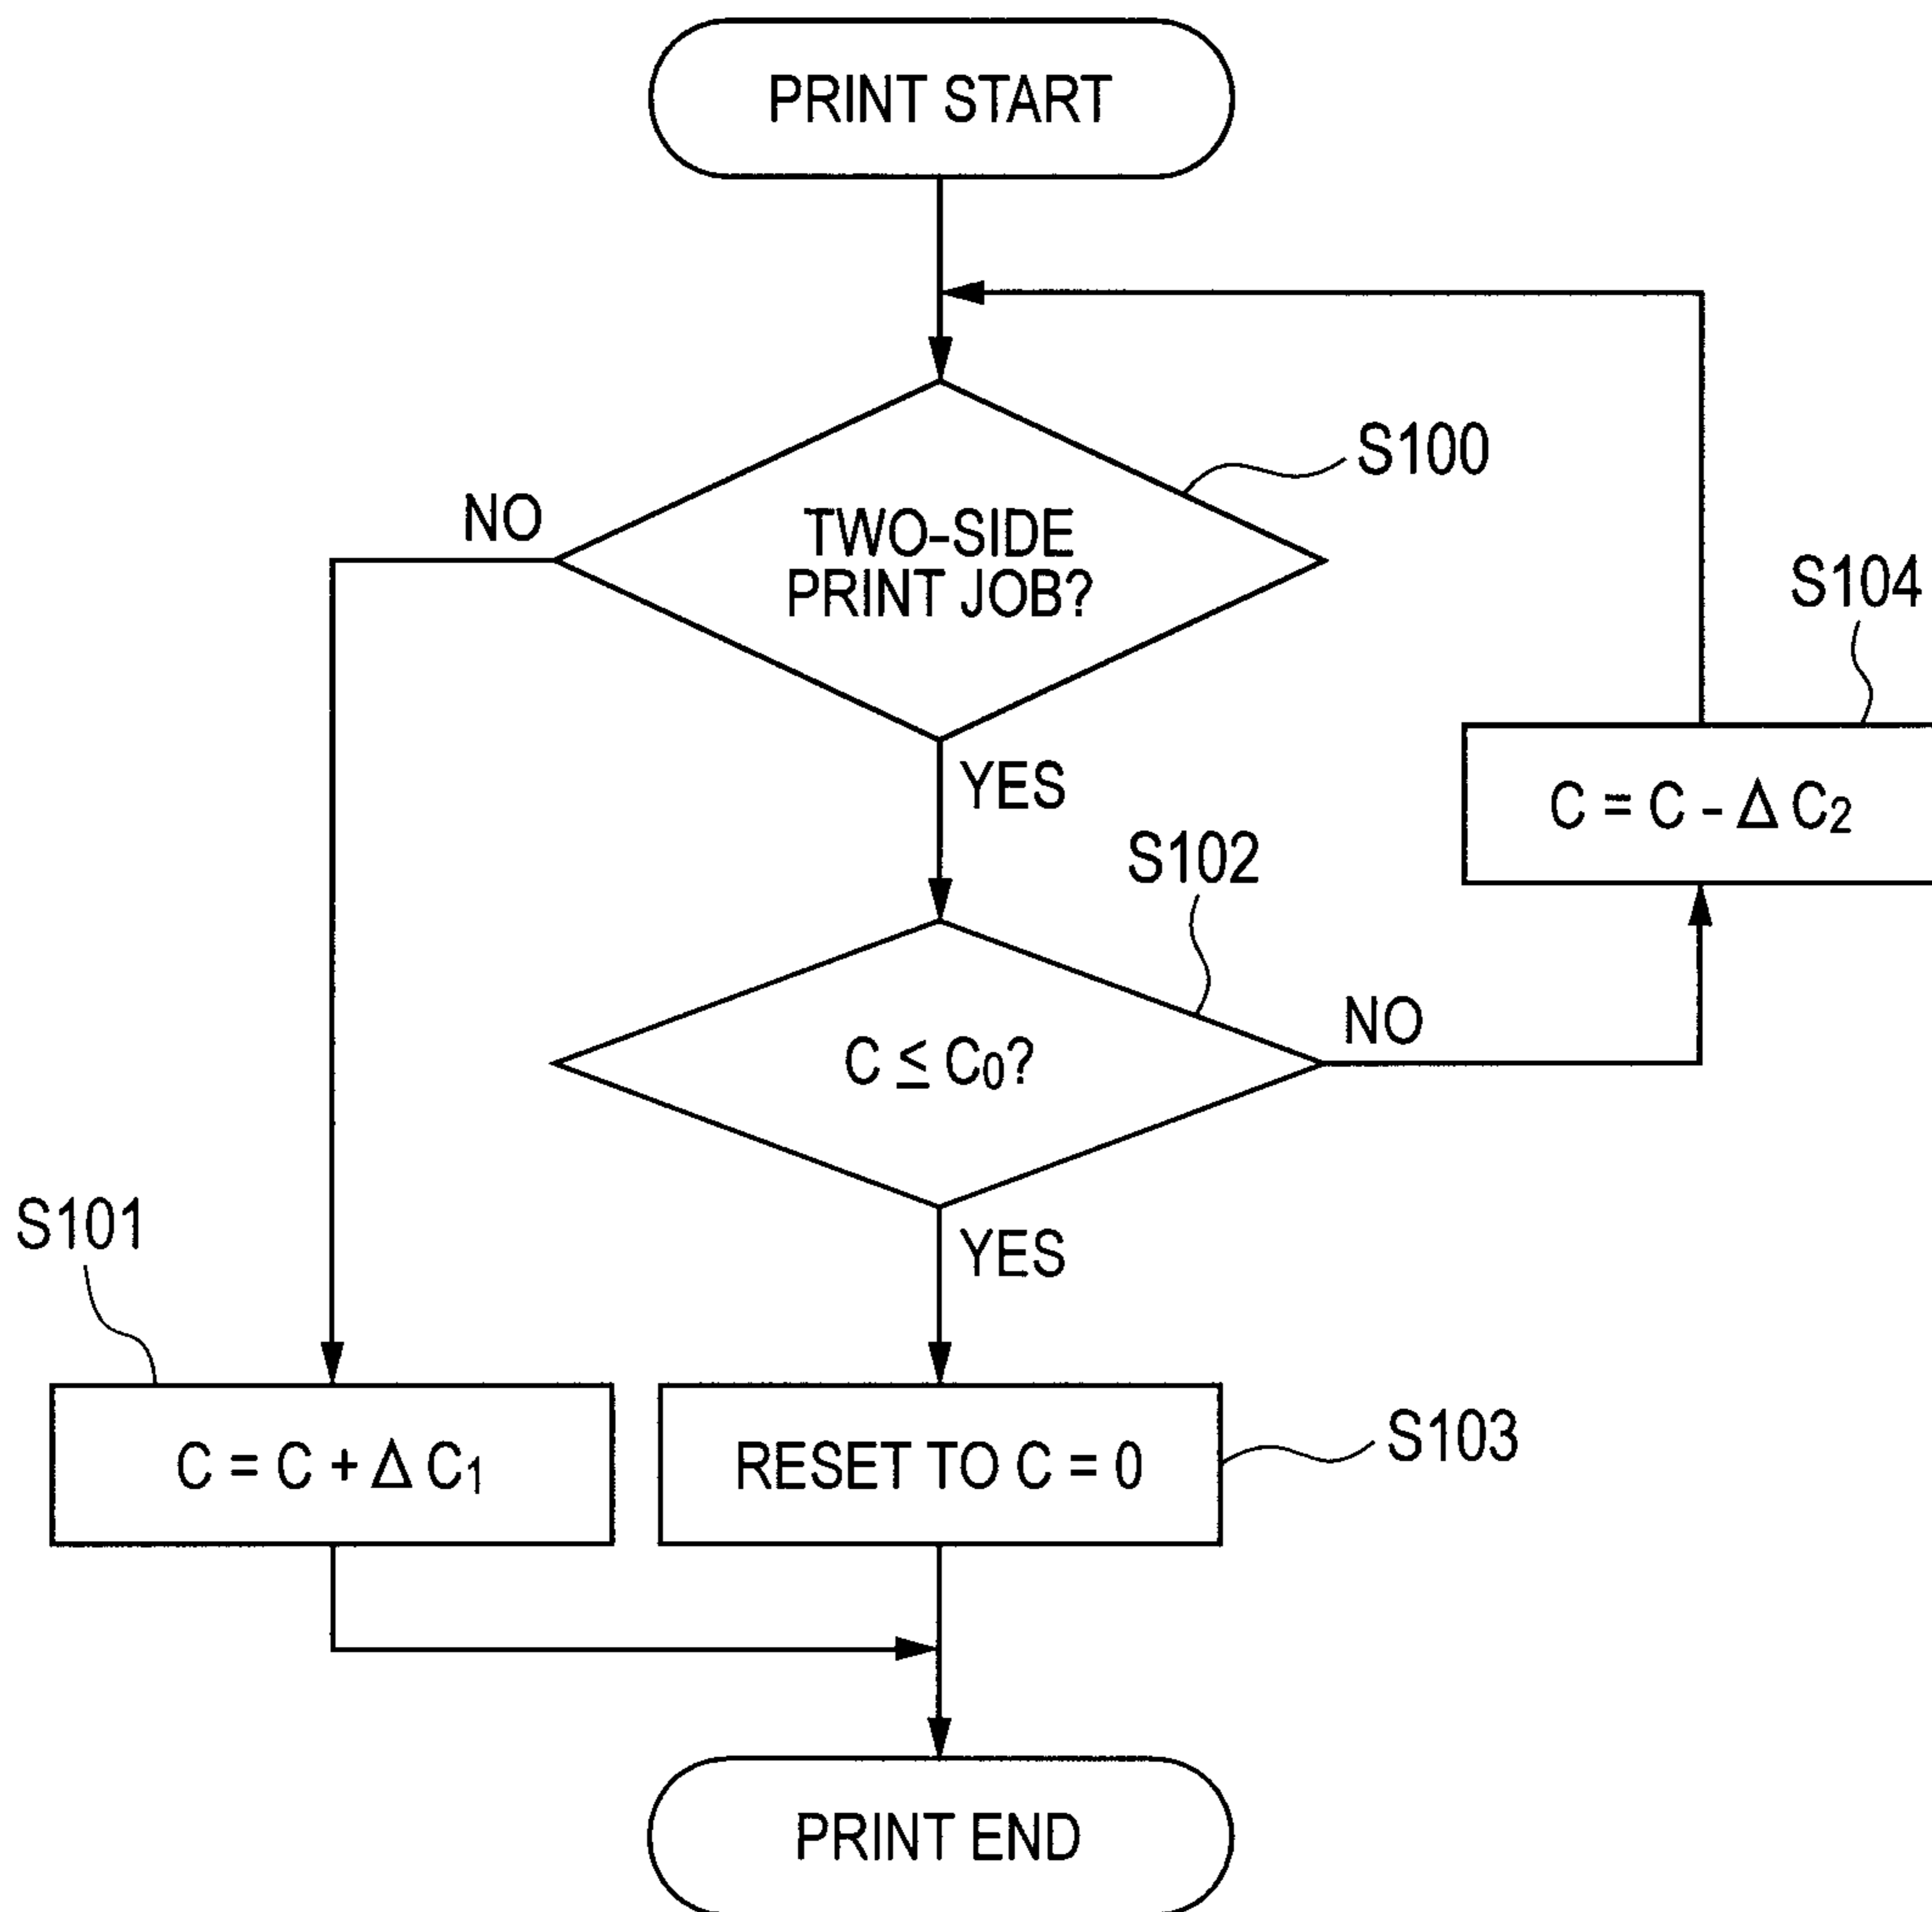 PRINT START
S100
NO
TWO-SIDE
PRINT JOB?
S104
YES
C = C - Δ C₂
S102
NO
C ≤ C₀?
S101
YES
C = C + Δ C₁
RESET TO C = 0
S103
PRINT END